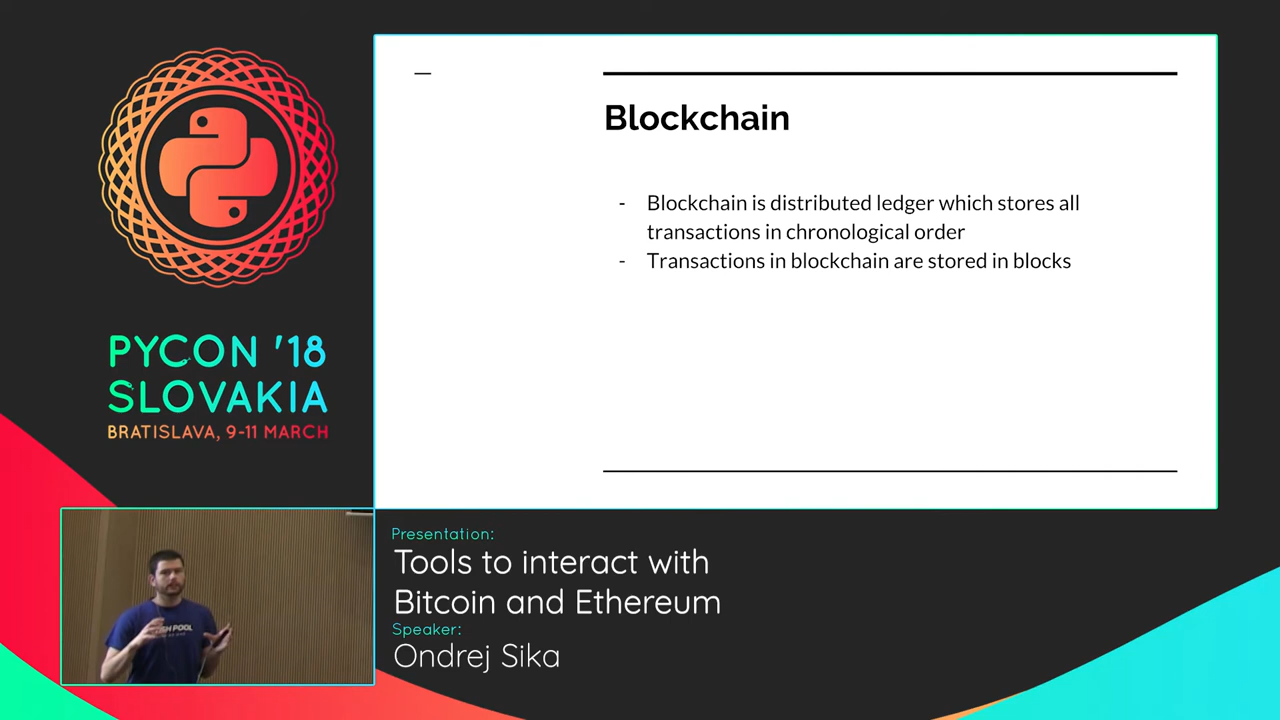 PYCON '18
SLOVAKIA
BRATISLAVA, 9-11 MARCH
Blockchain
- Blockchain is distributed ledger which stores all
transactions in chronological order
- Transactions in blockchain are stored in blocks
Presentation:
Tools to interact with
Bitcoin and Ethereum
Speaker:
Ondrej Sika
POOL